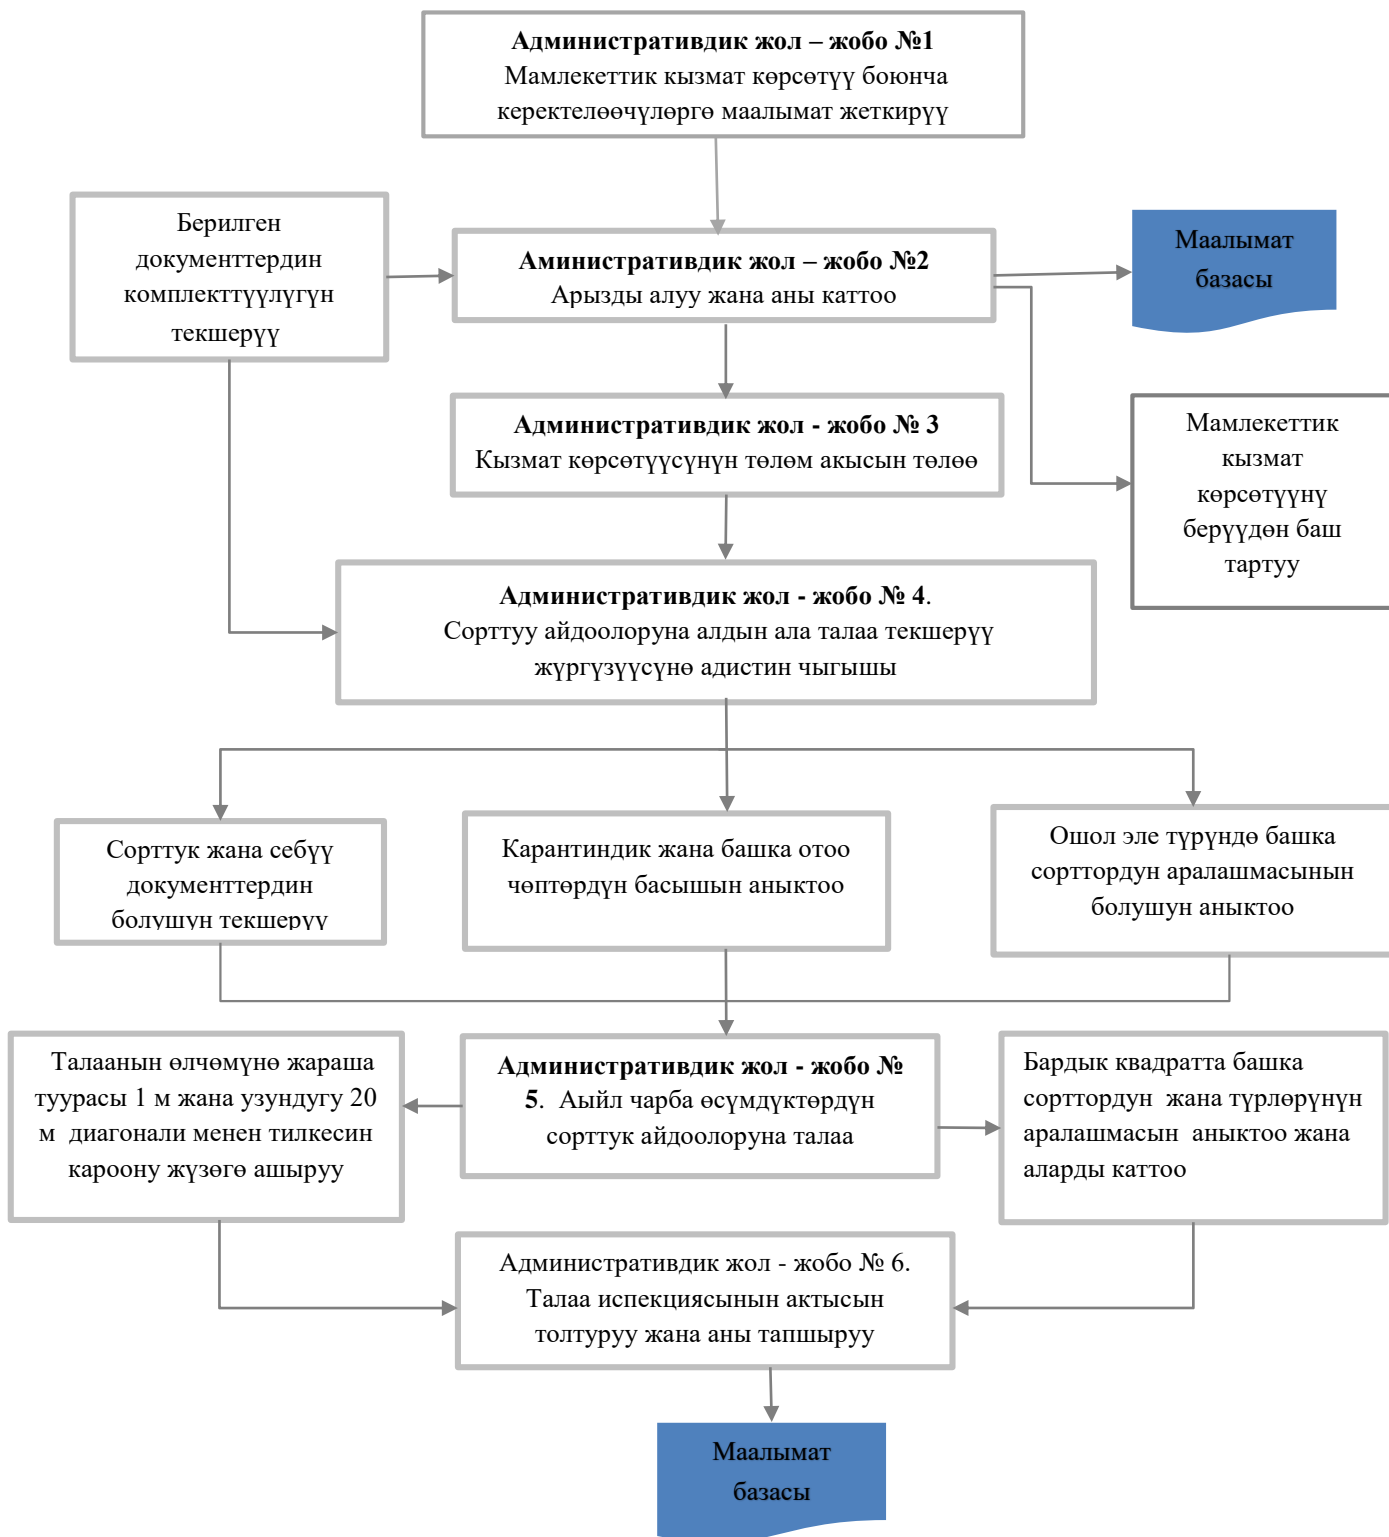 Административдик жол – жобо №1
Мамлекеттик кызмат көрсөтүү боюнча
керектелөөчүлөргө маалымат жеткирүү
Берилген
документтердин
комплекттүүлүгүн
текшерүү
Аминистративдик жол – жобо №2
Арызды алуу жана аны каттоо
Маалымат
базасы
Административдик жол - жобо № 3
Кызмат көрсөтүүсүнүн төлөм акысын төлөө
Мамлекеттик
кызмат
көрсөтүүнү
берүүдөн баш
тартуу
Административдик жол - жобо № 4.
Сорттуу айдоолоруна алдын ала талаа текшерүү
жүргүзүүсүнө адистин чыгышы
Сорттук жана себүү
документтердин
болушун текшерүү
Карантиндик жана башка отоо
чөптөрдүн басышын аныктоо
Ошол эле түрүндө башка
сорттордун аралашмасынын
болушун аныктоо
Талаанын өлчөмүнө жараша
туурасы 1 м жана узундугу 20
м диагонали менен тилкесин
кароону жүзөгө ашыруу
Административдик жол - жобо №
5. Аыйл чарба өсүмдүктөрдүн
сорттук айдоолоруна талаа
Бардык квадратта башка
сорттордун жана түрлөрүнүн
аралашмасын аныктоо жана
аларды каттоо
Административдик жол - жобо № 6.
Талаа испекциясынын актысын
толтуруу жана аны тапшыруу
Маалымат
базасы